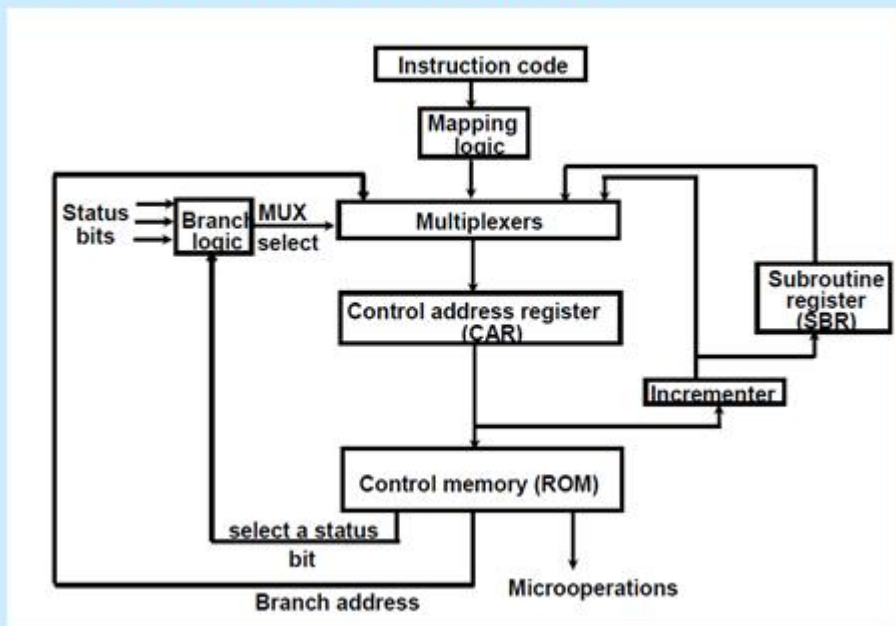 Instruction code
Mapping
logic
Status
bits
Branch
logic
MUX
select
Multiplexers
Subroutine
register
(SBR)
Control address register
(CAR)
Incrementer
Control memory (ROM)
select a status
bit
Microoperations
Branch address